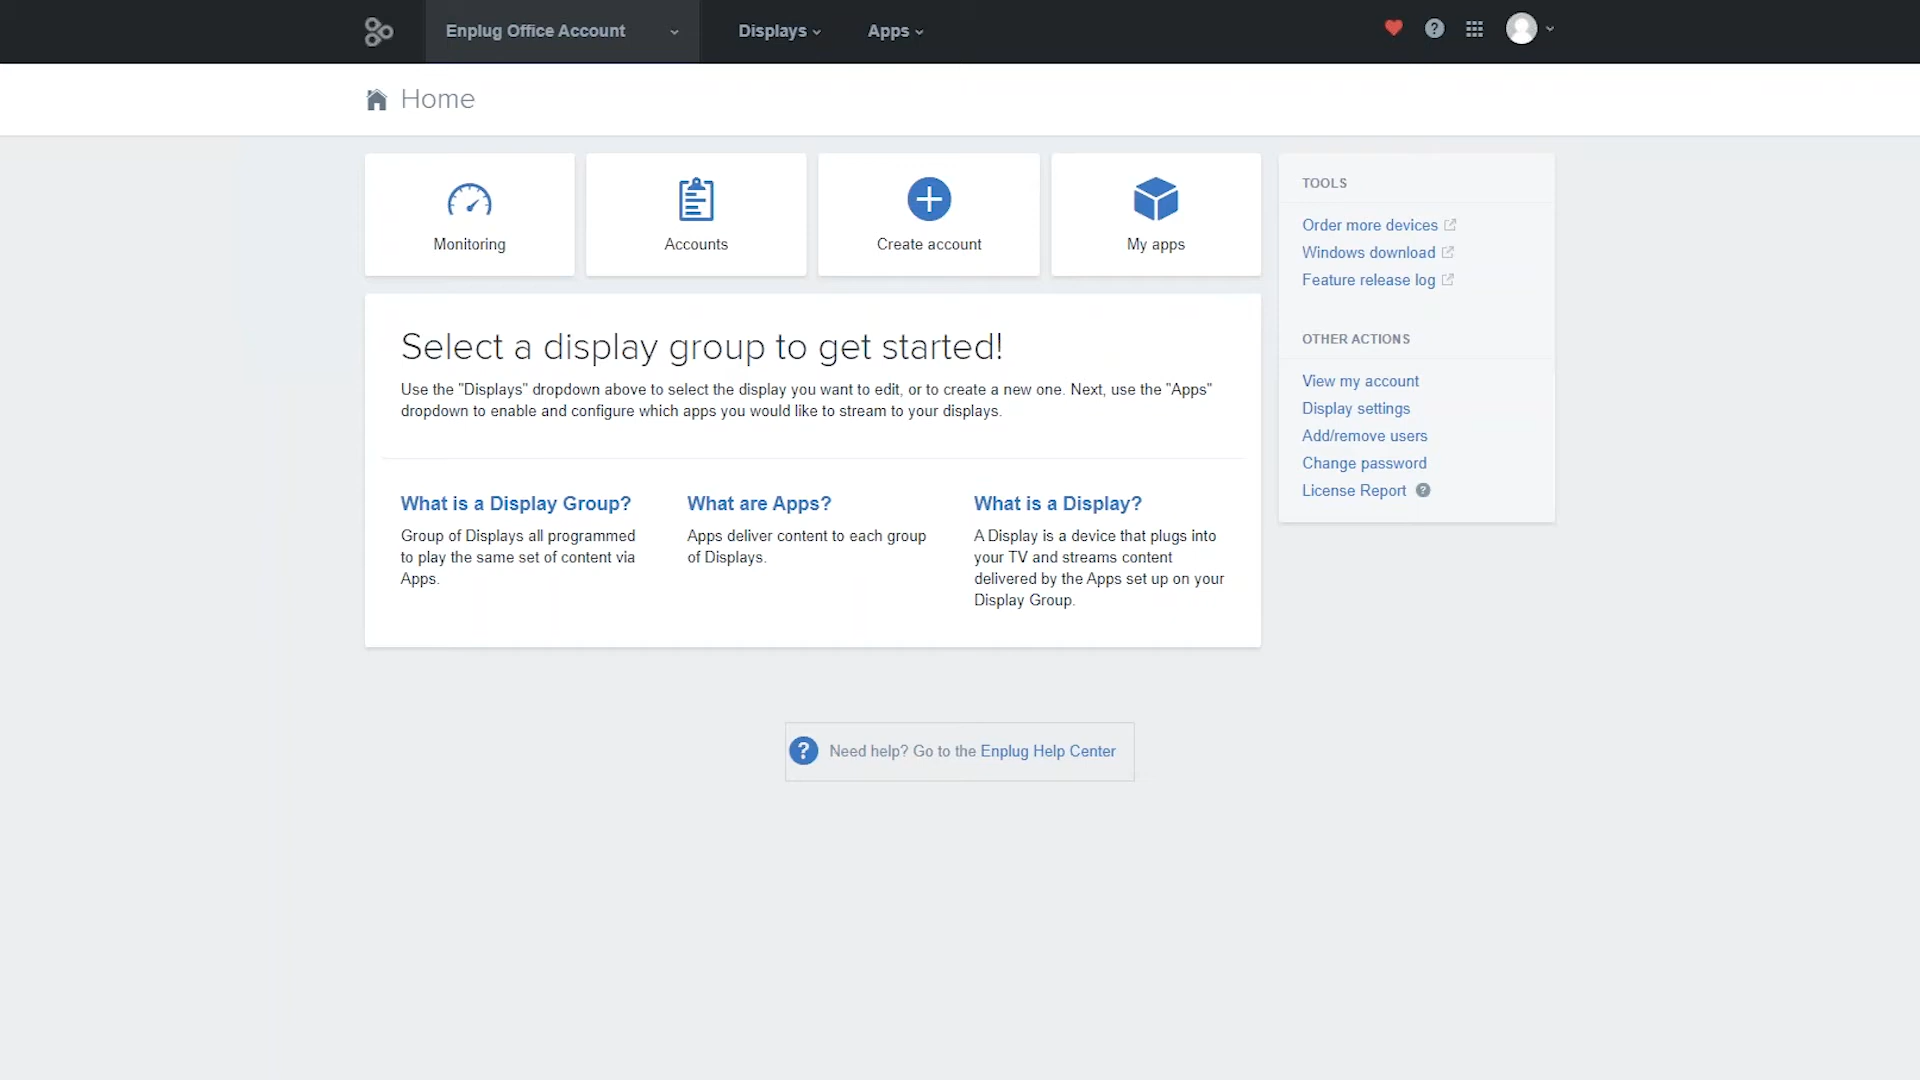 Enplug Office Account
Displays
Apps
Home
Monitoring
Accounts
Create account
My apps
Select a display group to get started!
Use the "Displays" dropdown above to select the display you want to edit, or to create a new one. Next, use the "Apps"
dropdown to enable and configure which apps you would like to stream to your displays.
What is a Display Group?
Group of Displays all programmed
to play the same set of content via
Apps.
What are Apps?
Apps deliver content to each group
of Displays.
What is a Display?
A Display is a device that plugs into
your TV and streams content
delivered by the Apps set up on your
Display Group.
TOOLS
Order more devices
Windows download
Feature release log
OTHER ACTIONS
View my account
Display settings
Add/remove users
Change password
License Report ?
? Need help? Go to the Enplug Help Center